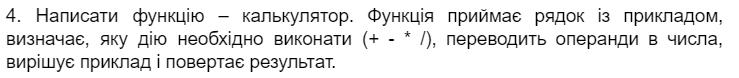 4. Написати функцію – калькулятор. Функція приймає рядок із прикладом,
визначає, яку дію необхідно виконати (+ - * /), переводить операнди в числа,
вирішує приклад і повертає результат.